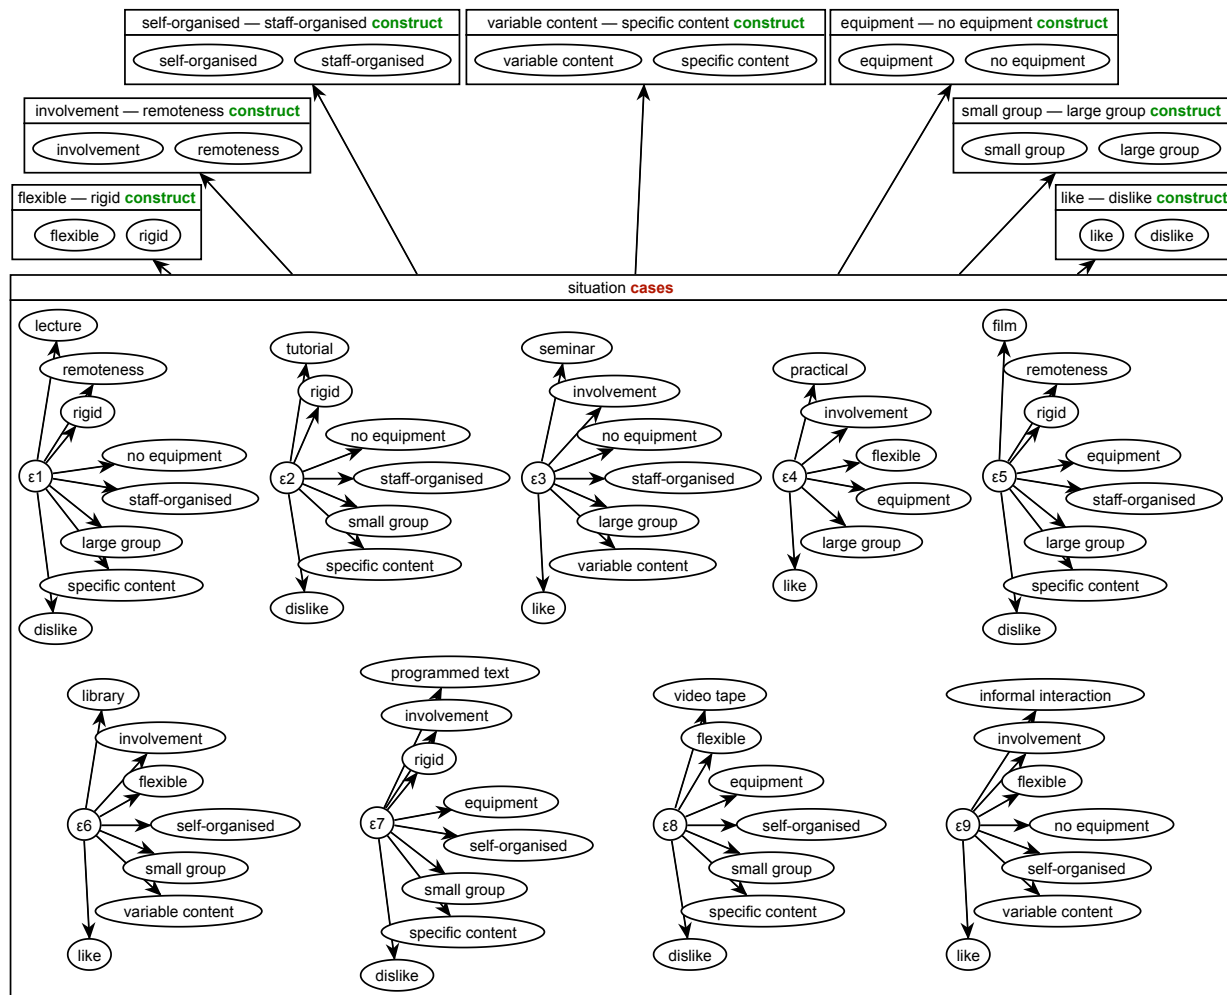 self-organised — staff-organised construct
self-organised
staff-organised
variable content — specific content construct
variable content
specific content
equipment — no equipment construct
equipment
no equipment
involvement — remoteness construct
involvement
remoteness
small group — large group construct
small group
large group
flexible — rigid construct
flexible
rigid
like — dislike construct
like
dislike
situation cases
lecture
remoteness
rigid
no equipment
ε1
staff-organised
large group
specific content
dislike
tutorial
rigid
no equipment
ε2
staff-organised
small group
specific content
dislike
seminar
involvement
no equipment
ε3
staff-organised
large group
variable content
like
practical
involvement
flexible
ε4
equipment
large group
like
film
remoteness
rigid
equipment
ε5
staff-organised
large group
specific content
dislike
library
involvement
flexible
ε6
self-organised
small group
variable content
like
programmed text
involvement
rigid
equipment
ε7
self-organised
small group
specific content
dislike
video tape
flexible
equipment
ε8
self-organised
small group
specific content
dislike
informal interaction
involvement
flexible
ε9
no equipment
self-organised
variable content
like